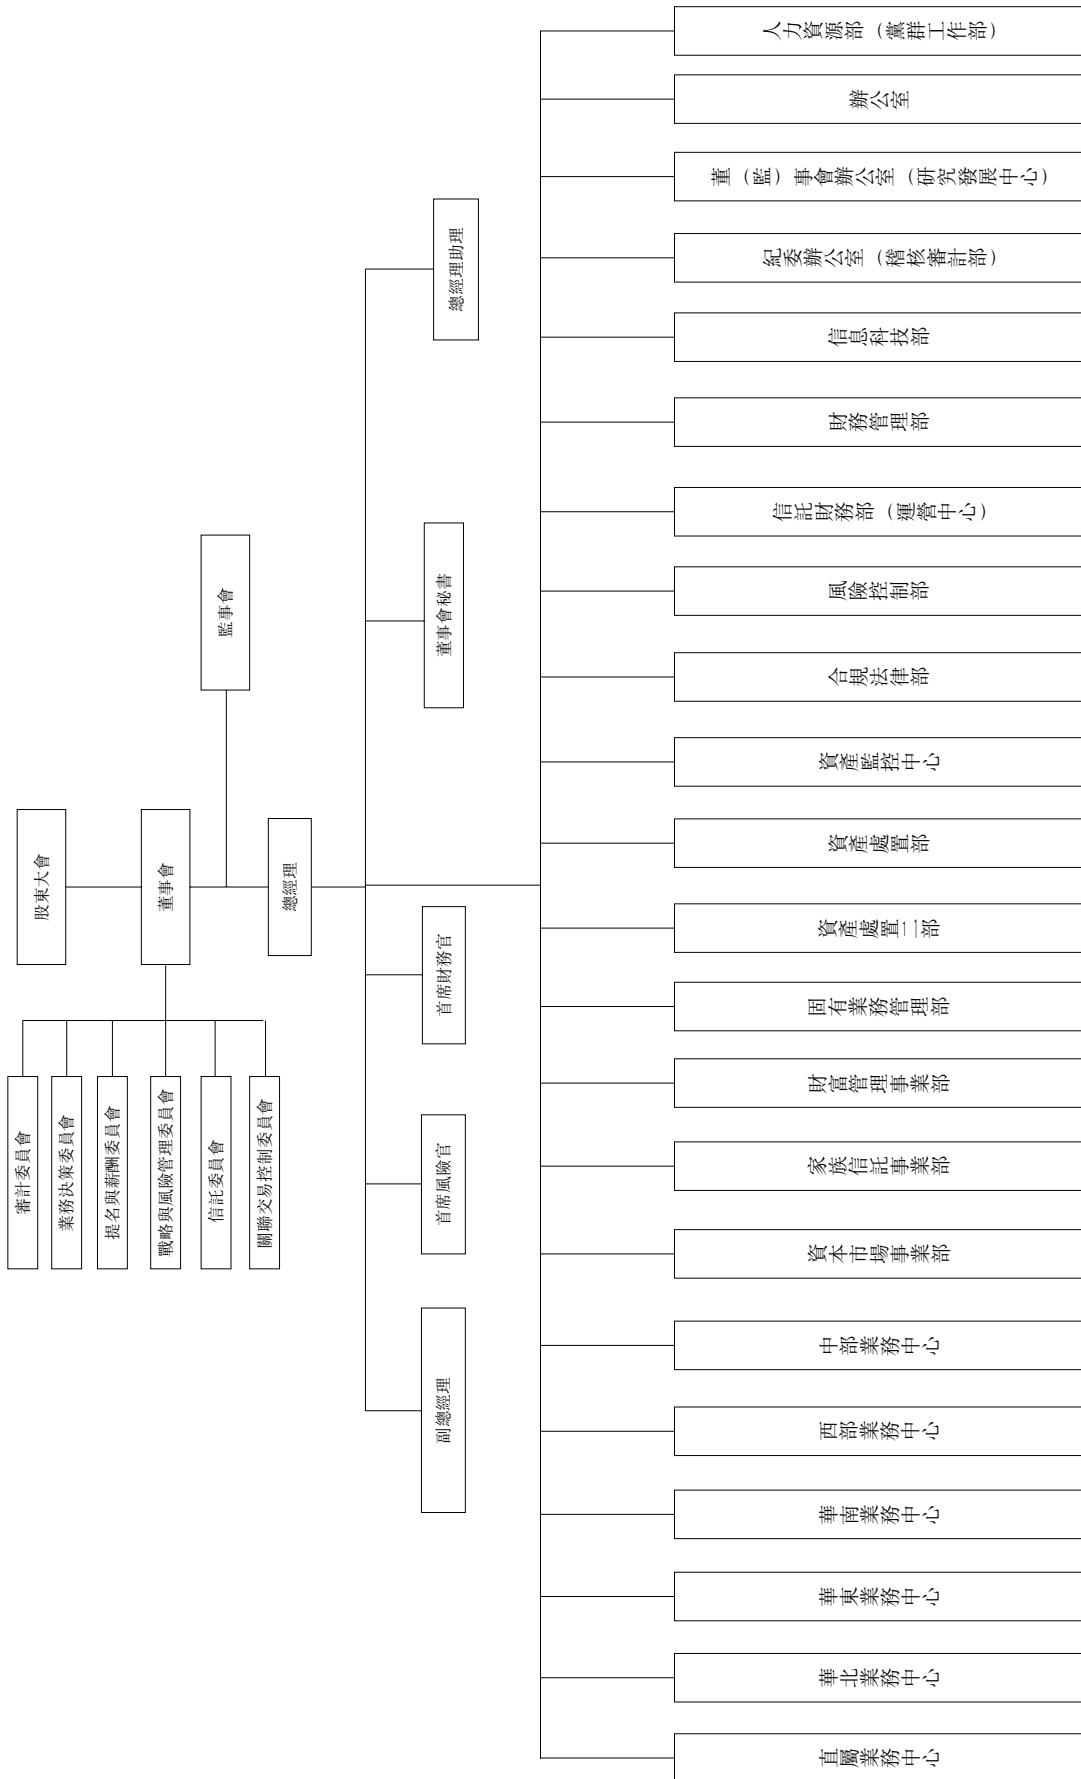 股東大會
董事會
監事會
總經理
審計委員會
業務決策委員會
提名與薪酬委員會
戰略與風險管理委員會
信託委員會
關聯交易控制委員會
副總經理
首席風險官
首席財務官
董事會秘書
總經理助理
直屬業務中心
華北業務中心
華東業務中心
華南業務中心
西部業務中心
中部業務中心
資本市場事業部
家族信託事業部
財富管理事業部
固有業務管理部
資產處置二部
資產處置部
資產監控中心
合規法律部
風險控制部
信託財務部（運營中心）
財務管理部
信息科技部
紀委辦公室（稽核審計部）
董（監）事會辦公室（研究發展中心）
辦公室
人力資源部（黨群工作部）